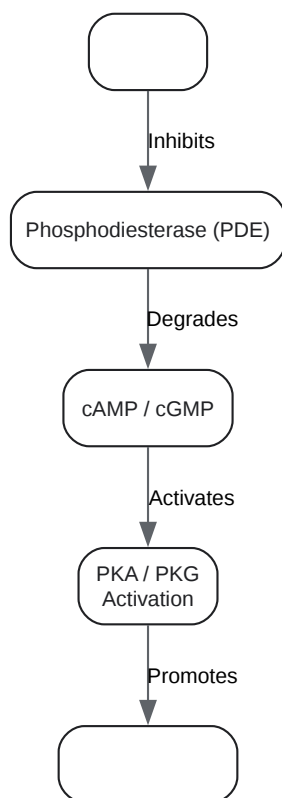 Inhibits
Phosphodiesterase (PDE)
Degrades
cAMP / cGMP
Activates
PKA / PKG
Activation
Promotes